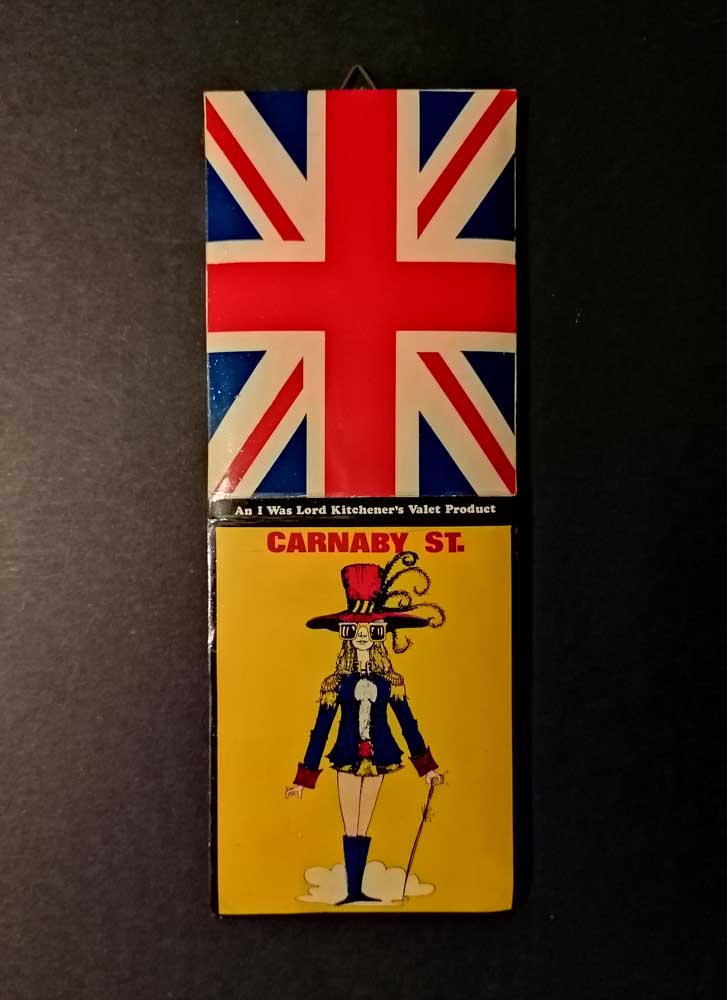 An I Was Lord Kitchener's Valet Product
CARNABY ST.